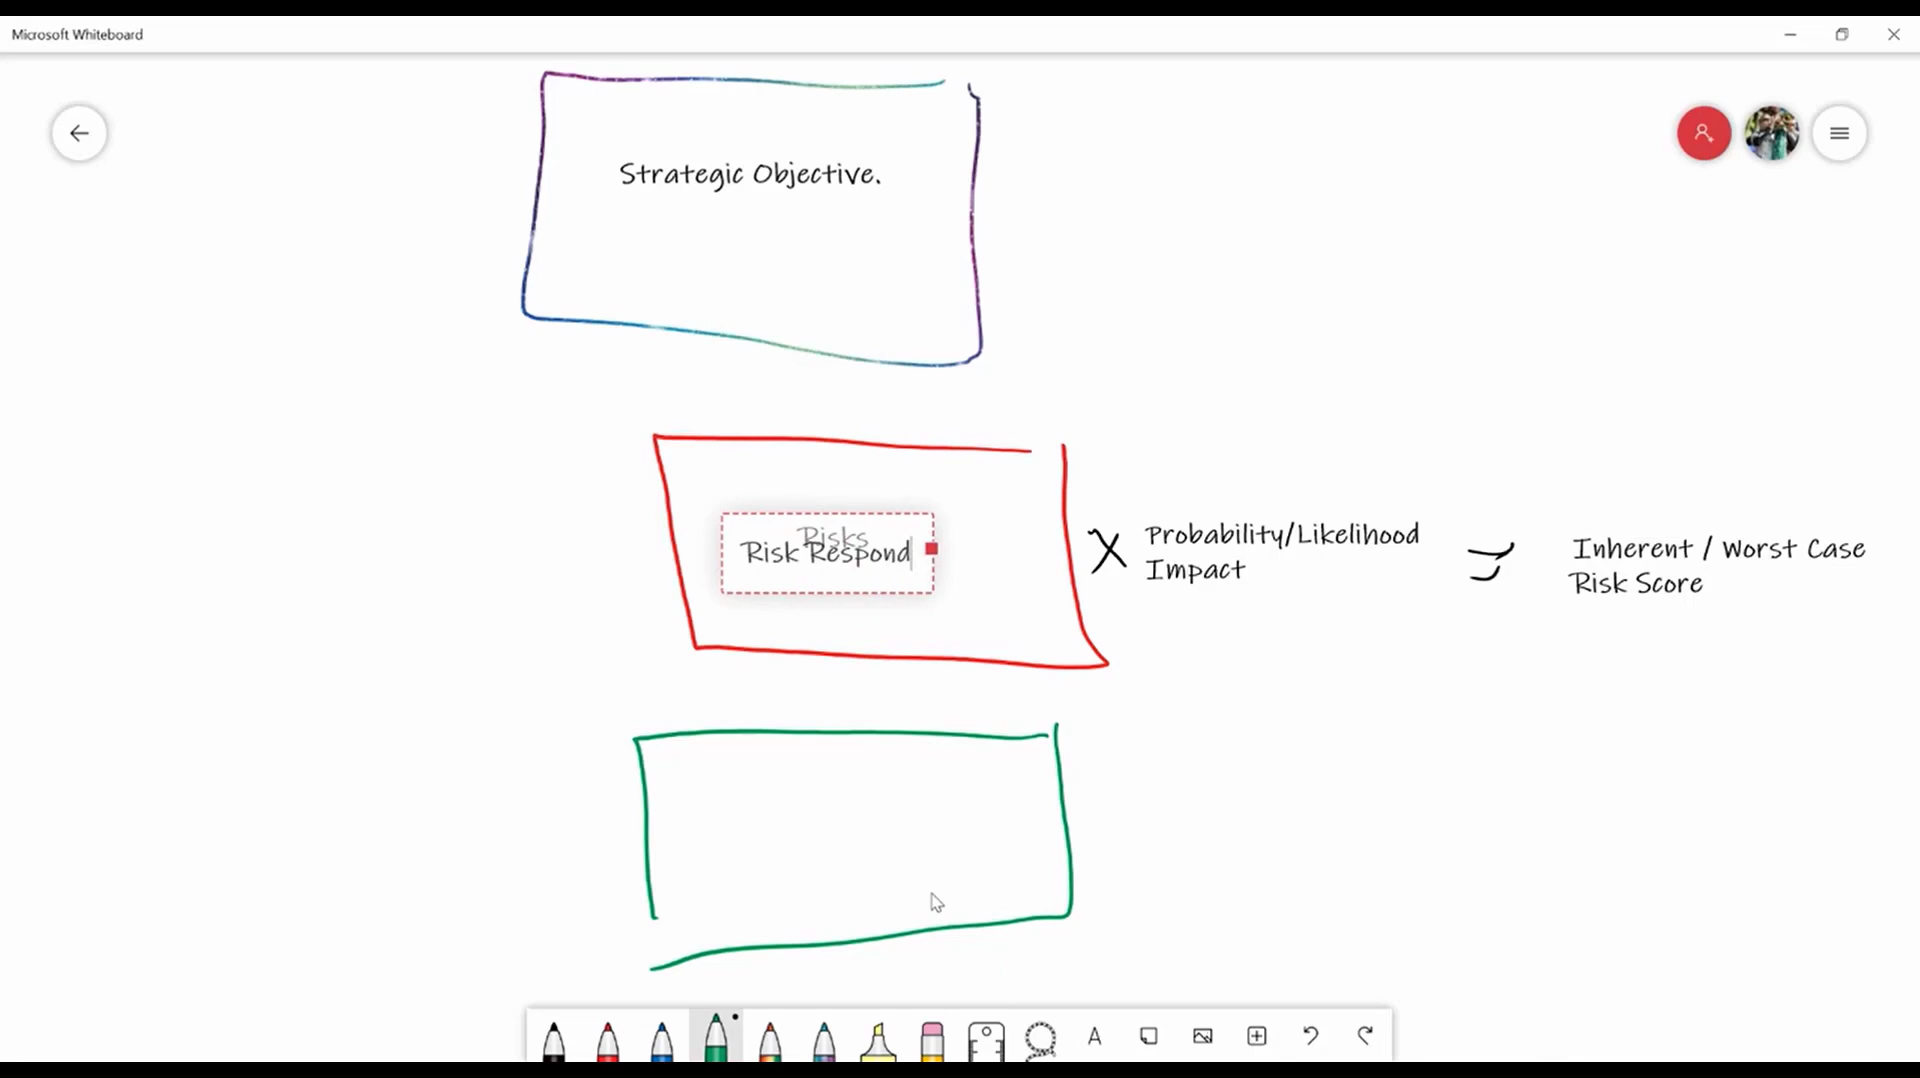 Microsoft Whiteboard
Strategic Objective.
Risks
Risk Respond
Probability/Likelihood
Impact
Inherent / Worst Case
Risk Score
A